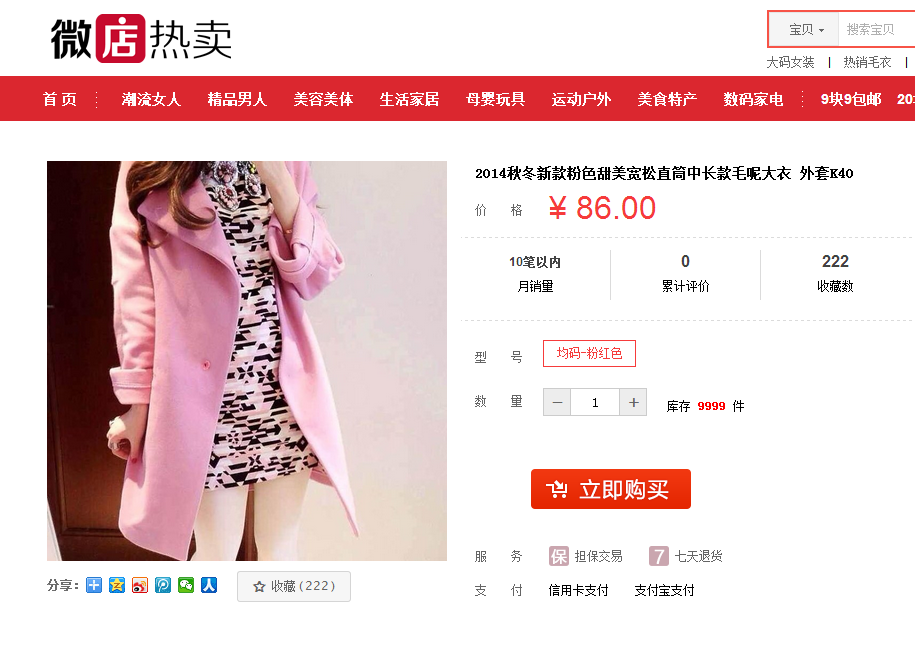 微店热卖
宝贝 搜索宝贝
大码女装 | 热销毛衣 |
首 页 潮流女人 精品男人 美容美体 生活家居 母婴玩具 运动户外 美食特产 数码家电 9块9包邮
2014秋冬新款粉色甜美宽松直筒中长款毛呢大衣 外套K40
价 格 ¥ 86.00
10笔以内 0 222
月销量 累计评价 收藏数
型 号 均码-粉红色
数 量 － 1 + 库存 9999 件
立即购买
服 务 保 担保交易 7 七天退货
分享： 收藏(222)
支 付 信用卡支付 支付宝支付